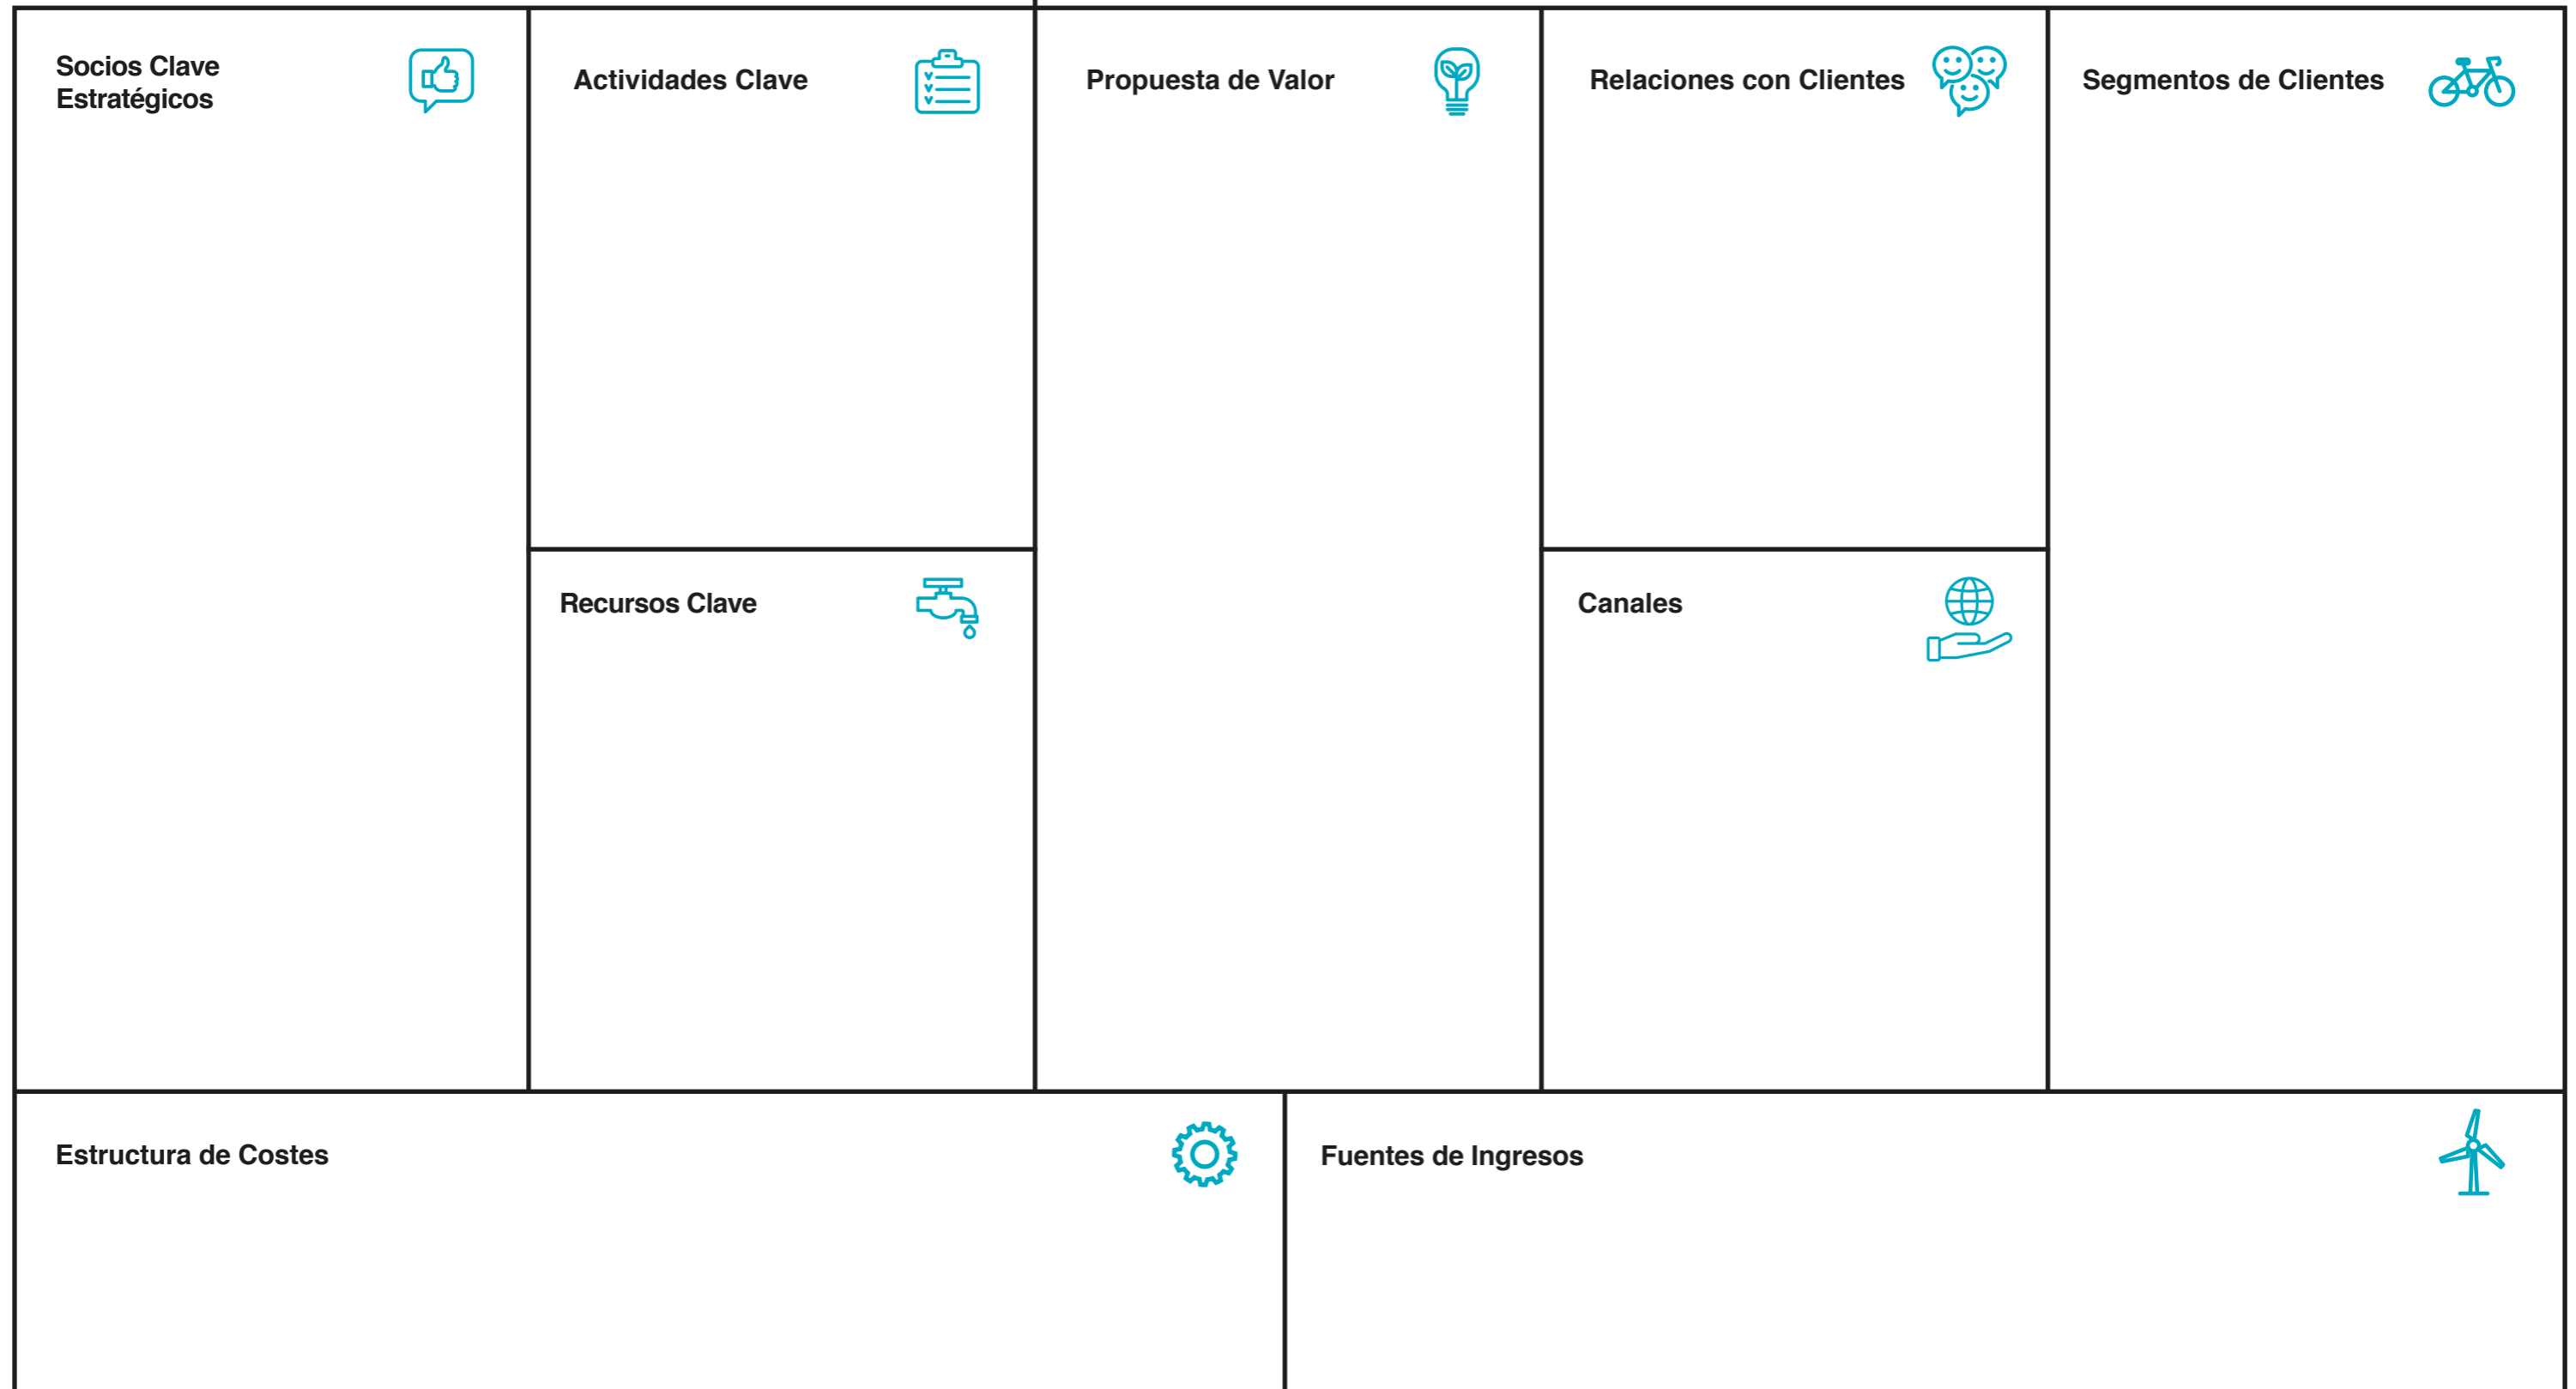 Socios Clave
Estratégicos
Actividades Clave
Propuesta de Valor
Relaciones con Clientes
Segmentos de Clientes
Recursos Clave
Canales
Estructura de Costes
Fuentes de Ingresos